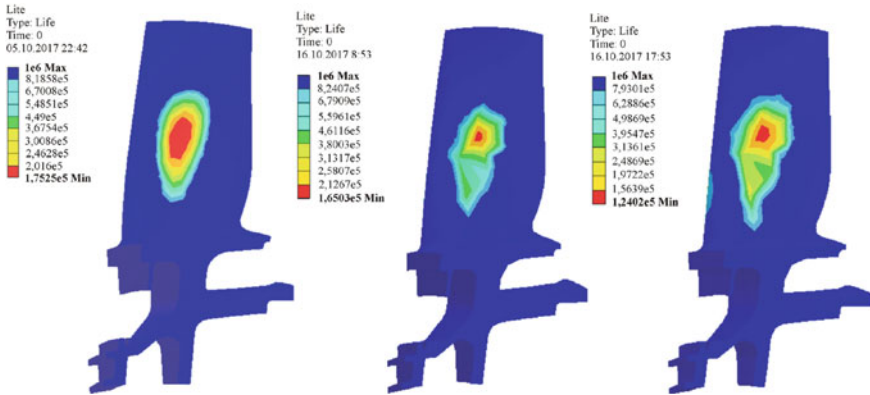 Lite
Type: Life
Time: 0
05.10.2017 22:42
1e6 Max
8,1858e5
6,7008e5
5,4851e5
4,49e5
3,6754e5
3,0086e5
2,4628e5
2,016e5
1,7525e5 Min
Lite
Type: Life
Time: 0
16.10.2017 8:53
1e6 Max
8,2407e5
6,7909e5
5,5961e5
4,6116e5
3,8003e5
3,1317e5
2,5807e5
2,1267e5
1,6503e5 Min
Lite
Type: Life
Time: 0
16.10.2017 17:53
1e6 Max
7,9301e5
6,2886e5
4,9869e5
3,9547e5
3,1361e5
2,4869e5
1,9722e5
1,5639e5
1,2402e5 Min